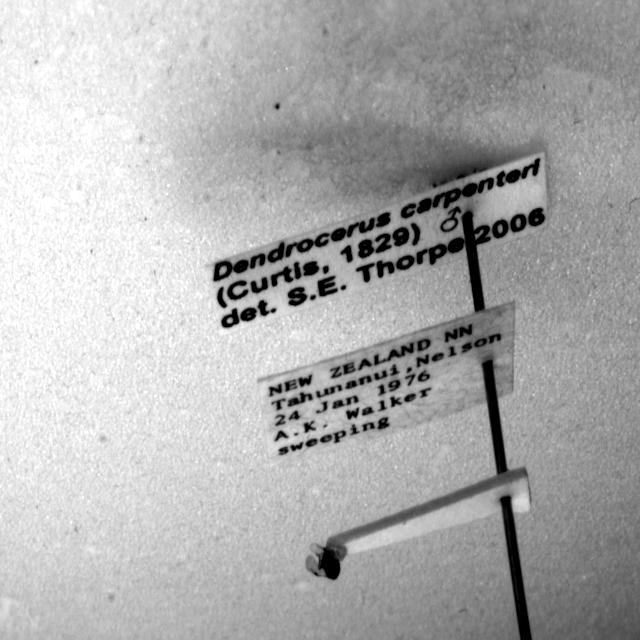 Dendrocerus carpenteri
(Curtis, 1829) ♂
det. S.E. Thorpe 2006
NEW ZEALAND NN
Tahunanui, Nelson
24 Jan 1976
A.K. Walker
sweeping